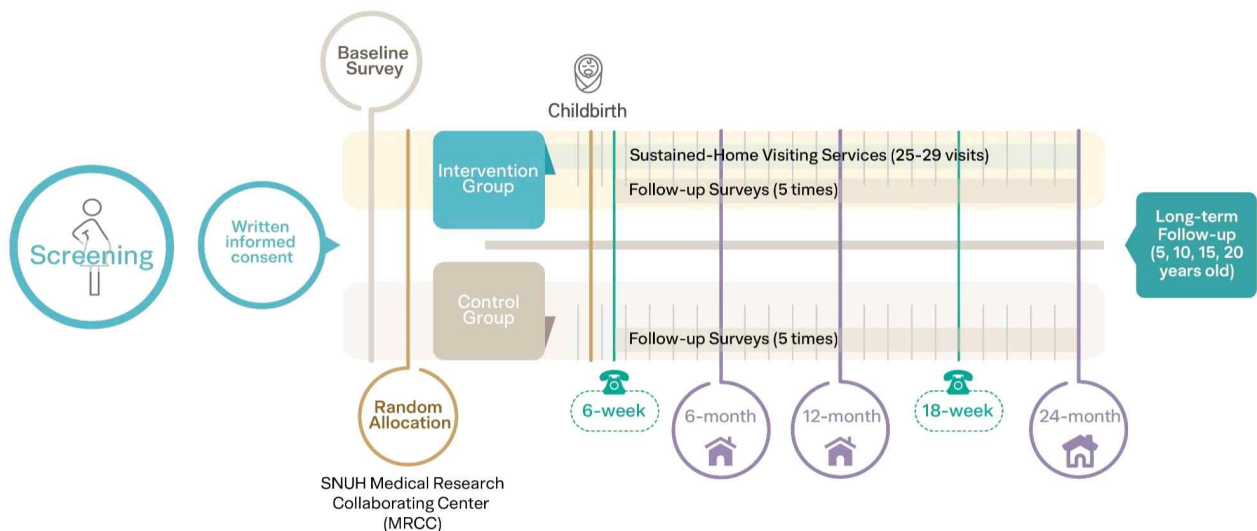 Baseline
Survey
Childbirth
Screening
Written
informed
consent
Intervention
Group
Sustained-Home Visiting Services (25-29 visits)
Follow-up Surveys (5 times)
Long-term
Follow-up
(5, 10, 15, 20
years old)
Control
Group
Follow-up Surveys (5 times)
Random
Allocation
6-week
6-month
12-month
18-week
24-month
SNUH Medical Research
Collaborating Center
(MRCC)